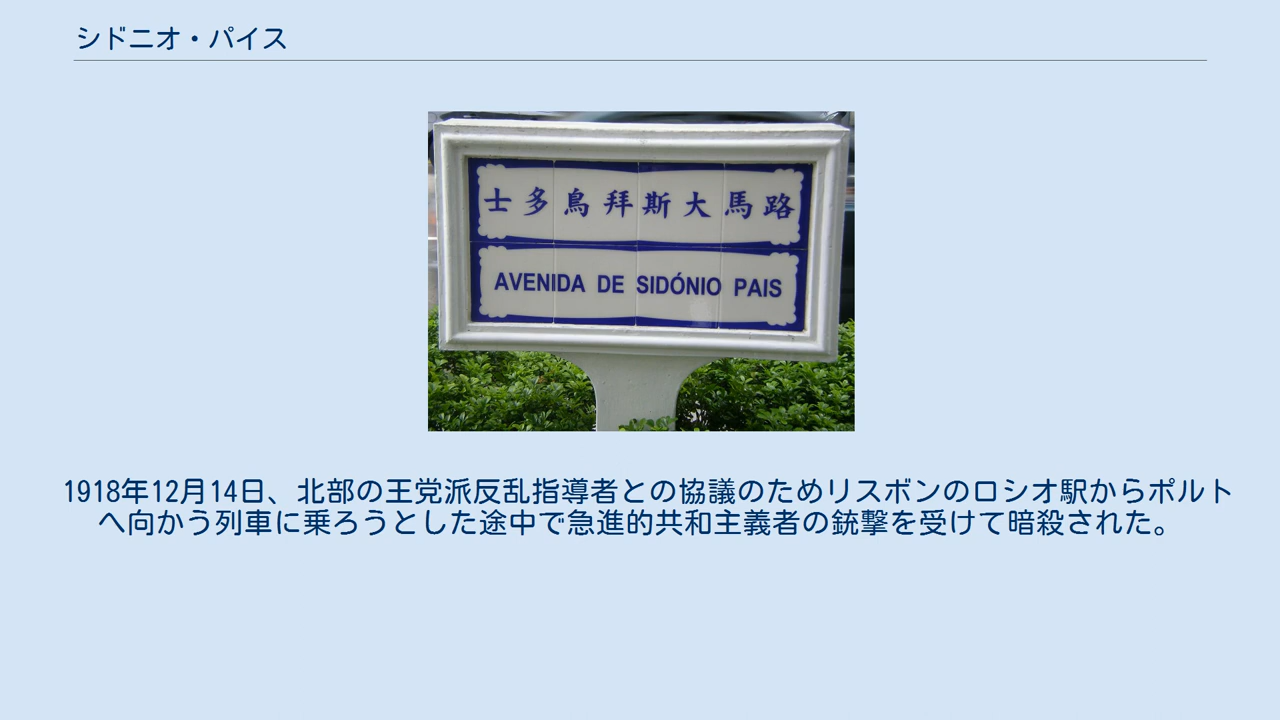 シドニオ・パイス
士多鳥拜斯大馬路
AVENIDA DE SIDÓNIO PAIS
1918年12月14日、北部の王党派反乱指導者との協議のためリスボンのロシオ駅からポルト
へ向かう列車に乗ろうとした途中で急進的共和主義者の銃撃を受けて暗殺された。